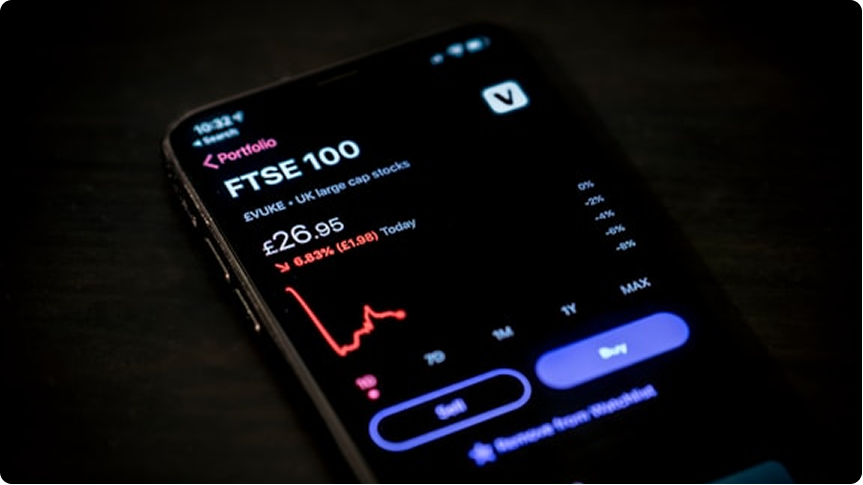 10:32
Search
Portfolio
V
FTSE 100
£VUKE • UK large cap stocks
£26.95
6.83% (£1.98) Today
0%
-2%
-4%
-6%
-8%
1D 7D 1M 1Y MAX
Sell Buy
Remove from Watchlist